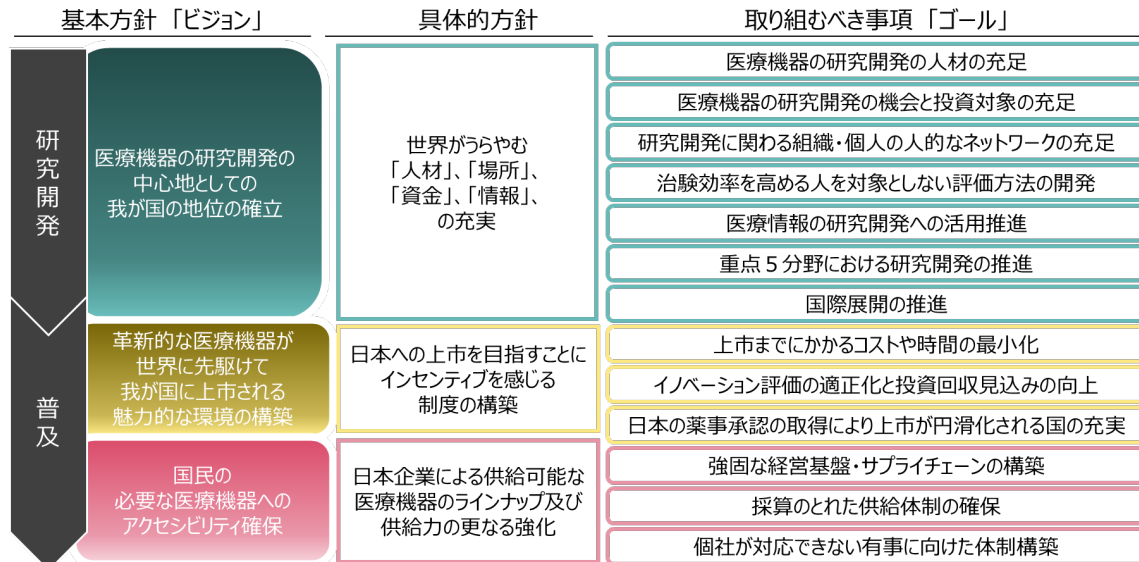 基本方針 「ビジョン」
具体的方針
取り組むべき事項 「ゴール」
研究開発
医療機器の研究開発の
中心地としての
我が国の地位の確立
世界がうらやむ
「人材」、「場所」、
「資金」、「情報」、
の充実
医療機器の研究開発の人材の充足
医療機器の研究開発の機会と投資対象の充足
研究開発に関わる組織・個人の人的なネットワークの充足
治験効率を高める人を対象としない評価方法の開発
医療情報の研究開発への活用推進
重点５分野における研究開発の推進
国際展開の推進
普及
革新的な医療機器が
世界に先駆けて
我が国に上市される
魅力的な環境の構築
日本への上市を目指すことに
インセンティブを感じる
制度の構築
上市までにかかるコストや時間の最小化
イノベーション評価の適正化と投資回収見込みの向上
日本の薬事承認の取得により上市が円滑化される国の充実
国民の
必要な医療機器への
アクセシビリティ確保
日本企業による供給可能な
医療機器のラインナップ及び
供給力の更なる強化
強固な経営基盤・サプライチェーンの構築
採算のとれた供給体制の確保
個社が対応できない有事に向けた体制構築